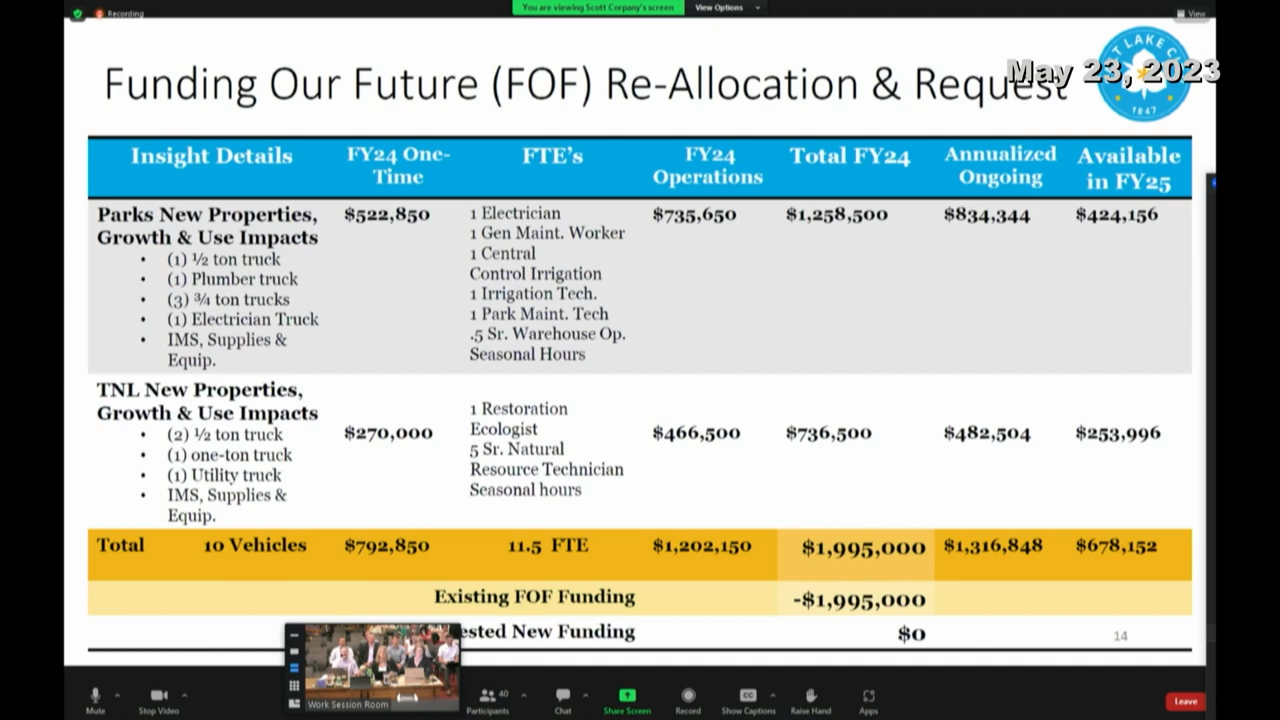 Recording
You are viewing Scott Corpany's screen
View Options
View
Funding Our Future (FOF) Re-Allocation & Request
May 23, 2023
LAKE
1847
Insight Details
FY24 One-
Time
FTE's
FY24
Operations
Total FY24
Annualized
Ongoing
Available
in FY25
Parks New Properties,
Growth & Use Impacts
• (1) ½ ton truck
• (1) Plumber truck
• (3) ¾ ton trucks
• (1) Electrician Truck
• IMS, Supplies &
Equip.
$522,850
1 Electrician
1 Gen Maint. Worker
1 Central
Control Irrigation
1 Irrigation Tech.
1 Park Maint. Tech
.5 Sr. Warehouse Op.
Seasonal Hours
$735,650
$1,258,500
$834,344
$424,156
TNL New Properties,
Growth & Use Impacts
• (2) ½ ton truck
• (1) one-ton truck
• (1) Utility truck
• IMS, Supplies &
Equip.
$270,000
1 Restoration
Ecologist
5 Sr. Natural
Resource Technician
Seasonal hours
$466,500
$736,500
$482,504
$253,996
Total 10 Vehicles $792,850 11.5 FTE $1,202,150 $1,995,000 $1,316,848 $678,152
Existing FOF Funding -$1,995,000
ested New Funding $0
14
Work Session Room
Mute
Stop Video
40
Participants
Chat
Share Screen
Record
CC
Show Captions
Raise Hand
Apps
Leave